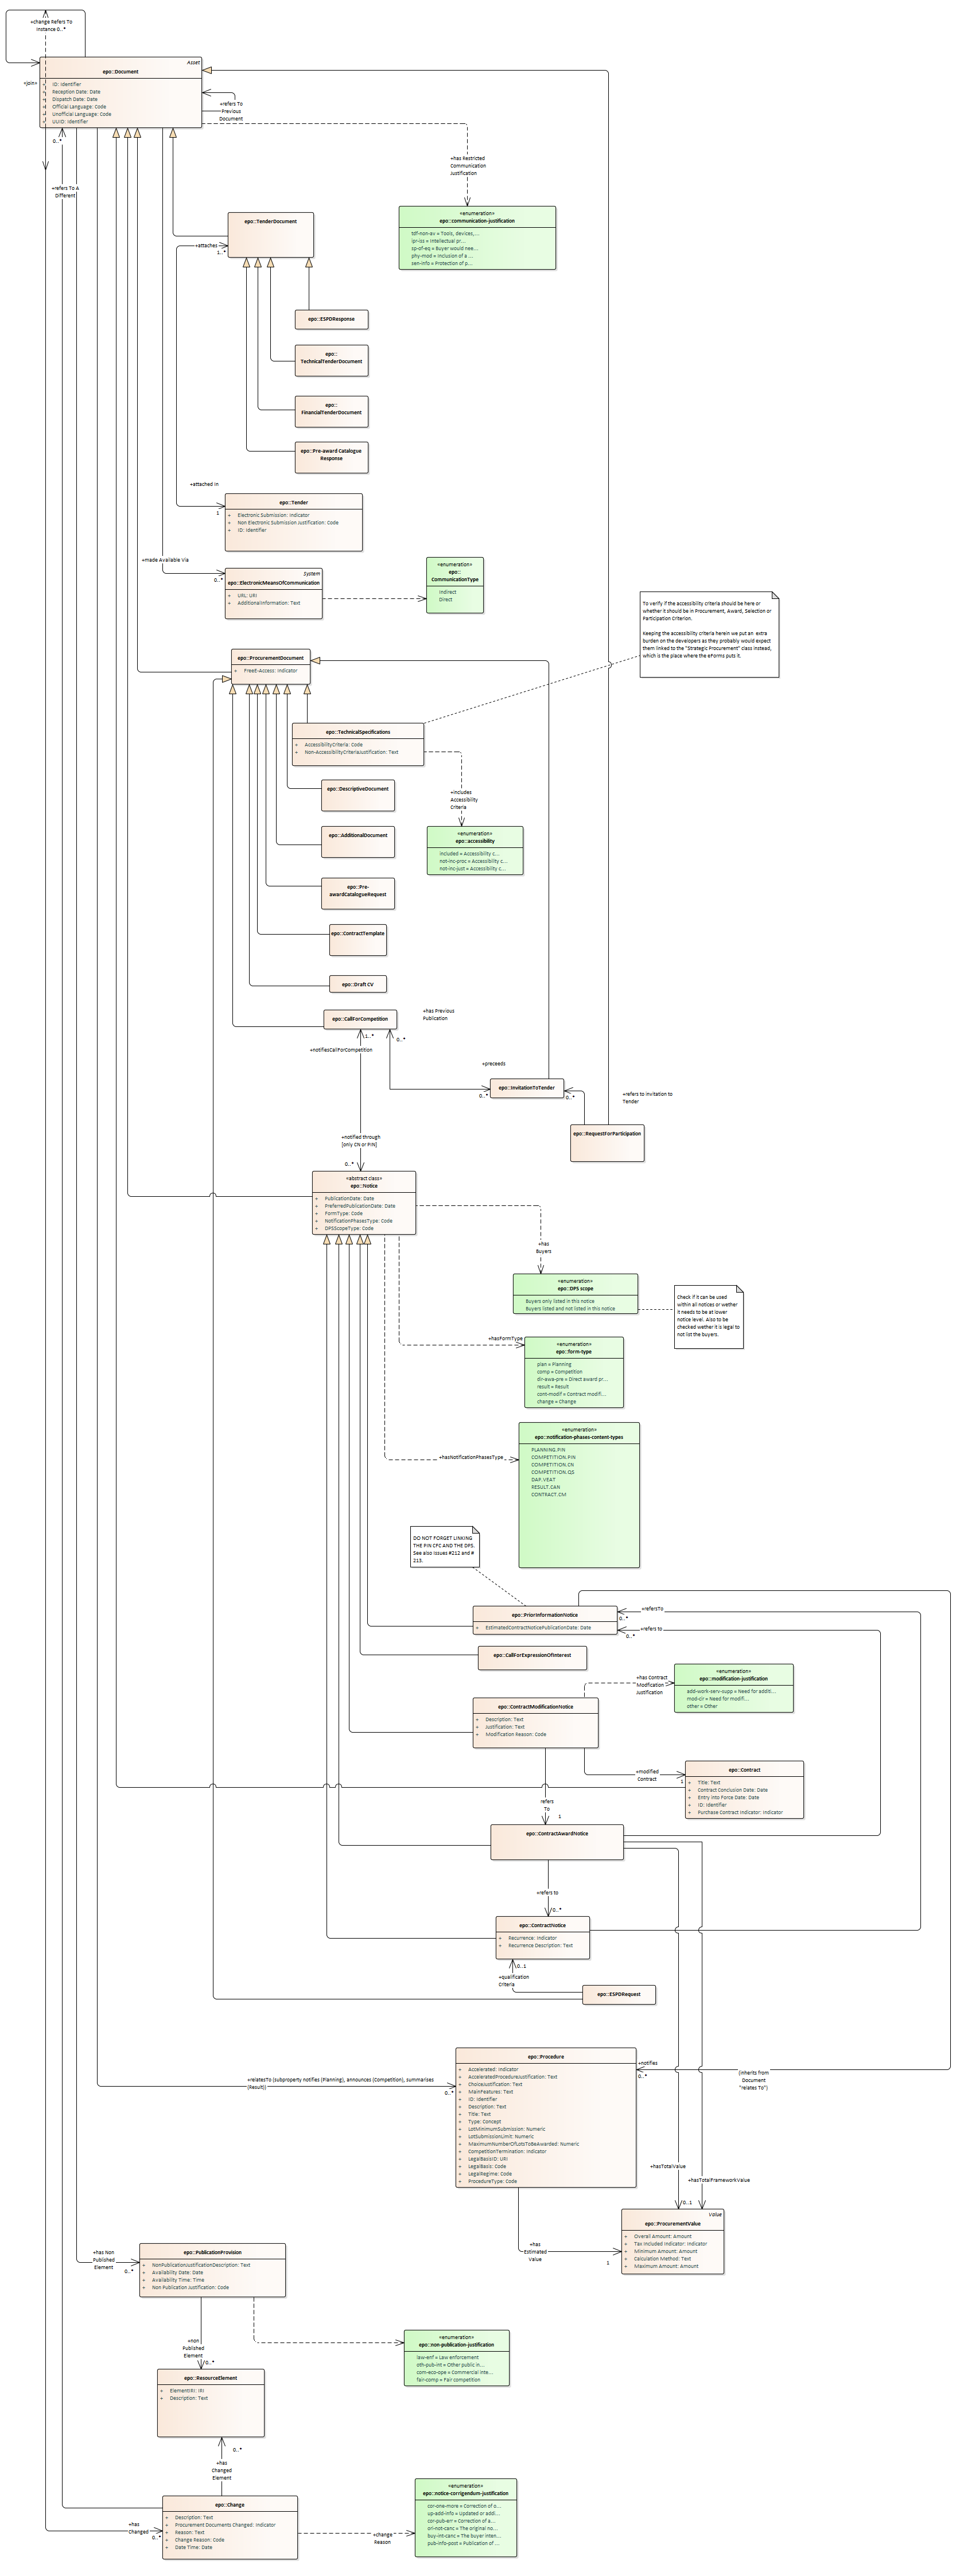 +change Refers To
Instance 0..*
Asset
epo::Document
«join»
+ ID: Identifier
+ Reception Date: Date
+ Dispatch Date: Date
+ Official Language: Code
+ Unofficial Language: Code
+ UUID: Identifier
+refers To
Previous
Document
0..*
+has Restricted
Communication
Justification
+refers To A
Different
«enumeration»
epo::communication-justification
tdf-non-av = Tools, devices,...
ipr-iss = Intellectual pr...
sp-of-eq = Buyer would nee...
phy-mod = Inclusion of a ...
sen-info = Protection of p...
epo::TenderDocument
+attaches
1..*
epo::ESPDResponse
epo::
TechnicalTenderDocument
epo::
FinancialTenderDocument
epo::Pre-award Catalogue
Response
+attached in
1
epo::Tender
+ Electronic Submission: Indicator
+ Non Electronic Submission Justification: Code
+ ID: Identifier
+made Available Via
0..*
System
epo::ElectronicMeansOfCommunication
+ URL: URI
+ AdditionalInformation: Text
«enumeration»
epo::
CommunicationType
Indirect
Direct
To verify if the accessibility criteria should be here or
whether it should be in Procurement, Award, Selection or
Participation Criterion.
Keeping the accessibility criteria herein we put an extra
burden on the developers as they probably would expect
them linked to the "Strategic Procurement" class instead,
which is the place where the eForms puts it.
epo::ProcurementDocument
+ FreeE-Access: Indicator
epo::TechnicalSpecifications
+ AccessibilityCriteria: Code
+ Non-AccessibilityCriteriaJustification: Text
+includes
Accessibility
Criteria
epo::DescriptiveDocument
«enumeration»
epo::accessibility
included = Accessibility c...
not-inc-proc = Accessibility c...
not-inc-just = Accessibility c...
epo::AdditionalDocument
epo::Pre-
awardCatalogueRequest
epo::ContractTemplate
epo::Draft CV
epo::CallForCompetition
+has Previous
Publication
1..*
0..*
+notifiesCallForCompetition
+preceeds
epo::InvitationToTender
0..*
0..*
+refers to Invitation to
Tender
epo::RequestForParticipation
+notified through
[only CN or PIN]
0..*
«abstract class»
epo::Notice
+ PublicationDate: Date
+ PreferredPublicationDate: Date
+ FormType: Code
+ NotificationPhasesType: Code
+ DPSScopeType: Code
+has
Buyers
«enumeration»
epo::DPS scope
Buyers only listed in this notice
Buyers listed and not listed in this notice
Check if it can be used
within all notices or wether
it needs to be at lower
notice level. Also to be
checked wether it is legal to
not list the buyers.
+hasFormType
«enumeration»
epo::form-type
plan = Planning
comp = Competition
dir-awa-pre = Direct award pr...
result = Result
cont-modif = Contract modifi...
change = Change
+hasNotificationPhasesType
«enumeration»
epo::notification-phases-content-types
PLANNING.PIN
COMPETITION.PIN
COMPETITION.CN
COMPETITION.QS
DAP.VEAT
RESULT.CAN
CONTRACT.CM
DO NOT FORGET LINKING
THE PIN CFC AND THE DPS.
See also issues #212 and #
213.
epo::PriorInformationNotice
+ EstimatedContractNoticePublicationDate: Date
+refersTo
0..*
+refers to
0..*
epo::CallForExpressionOfInterest
+has Contract
Modfication
Justification
«enumeration»
epo::modification-justification
add-work-serv-supp = Need for additi...
mod-cir = Need for modifi...
other = Other
epo::ContractModificationNotice
+ Description: Text
+ Justification: Text
+ Modification Reason: Code
+modified
Contract
1
epo::Contract
+ Title: Text
+ Contract Conclusion Date: Date
+ Entry Into Force Date: Date
+ ID: Identifier
+ Purchase Contract Indicator: Indicator
refers
To
1
epo::ContractAwardNotice
+refers to
0..*
epo::ContractNotice
+ Recurrence: Indicator
+ Recurrence Description: Text
0..1
+qualification
Criteria
epo::ESPDRequest
epo::Procedure
+ Accelerated: Indicator
+ AcceleratedProcedureJustification: Text
+ ChoiceJustification: Text
+ MainFeatures: Text
+ ID: Identifier
+ Description: Text
+ Title: Text
+ Type: Concept
+ LotMinimumSubmission: Numeric
+ LotSubmissionLimit: Numeric
+ MaximumNumberOfLotsToBeAwarded: Numeric
+ CompetitionTermination: Indicator
+ LegalBasisID: URI
+ LegalBasis: Code
+ LegalRegime: Code
+ ProcedureType: Code
+notifies
0..*
(inherits from
Document
"relates To")
+relatesTo (subproperty notifies (Planning), announces (Competition), summarises
(Result))
0..*
+hasTotalValue
+hasTotalFrameworkValue
0..1
Value
epo::ProcurementValue
+ Overall Amount: Amount
+ Tax Included Indicator: Indicator
+ Minimum Amount: Amount
+ Calculation Method: Text
+ Maximum Amount: Amount
+has
Estimated
Value
1
+has Non
Published
Element
0..*
epo::PublicationProvision
+ NonPublicationJustificationDescription: Text
+ Availability Date: Date
+ Availability Time: Time
+ Non Publication Justification: Code
+non
Published
Element
0..*
«enumeration»
epo::non-publication-justification
law-enf = Law enforcement
oth-pub-int = Other public in...
com-eco-ope = Commercial inte...
fair-comp = Fair competition
epo::ResourceElement
+ ElementIRI: IRI
+ Description: Text
0..*
+has
Changed
Element
epo::Change
+ Description: Text
+ Procurement Documents Changed: Indicator
+ Reason: Text
+ Change Reason: Code
+ Date Time: Date
+has
Changed
0..*
+change
Reason
«enumeration»
epo::notice-corrigendum-justification
cor-one-more = Correction of o...
up-add-info = Updated or addi...
cor-pub-err = Correction of a...
ori-not-canc = The original no...
buy-int-canc = The buyer inten...
pub-info-post = Publication of ...